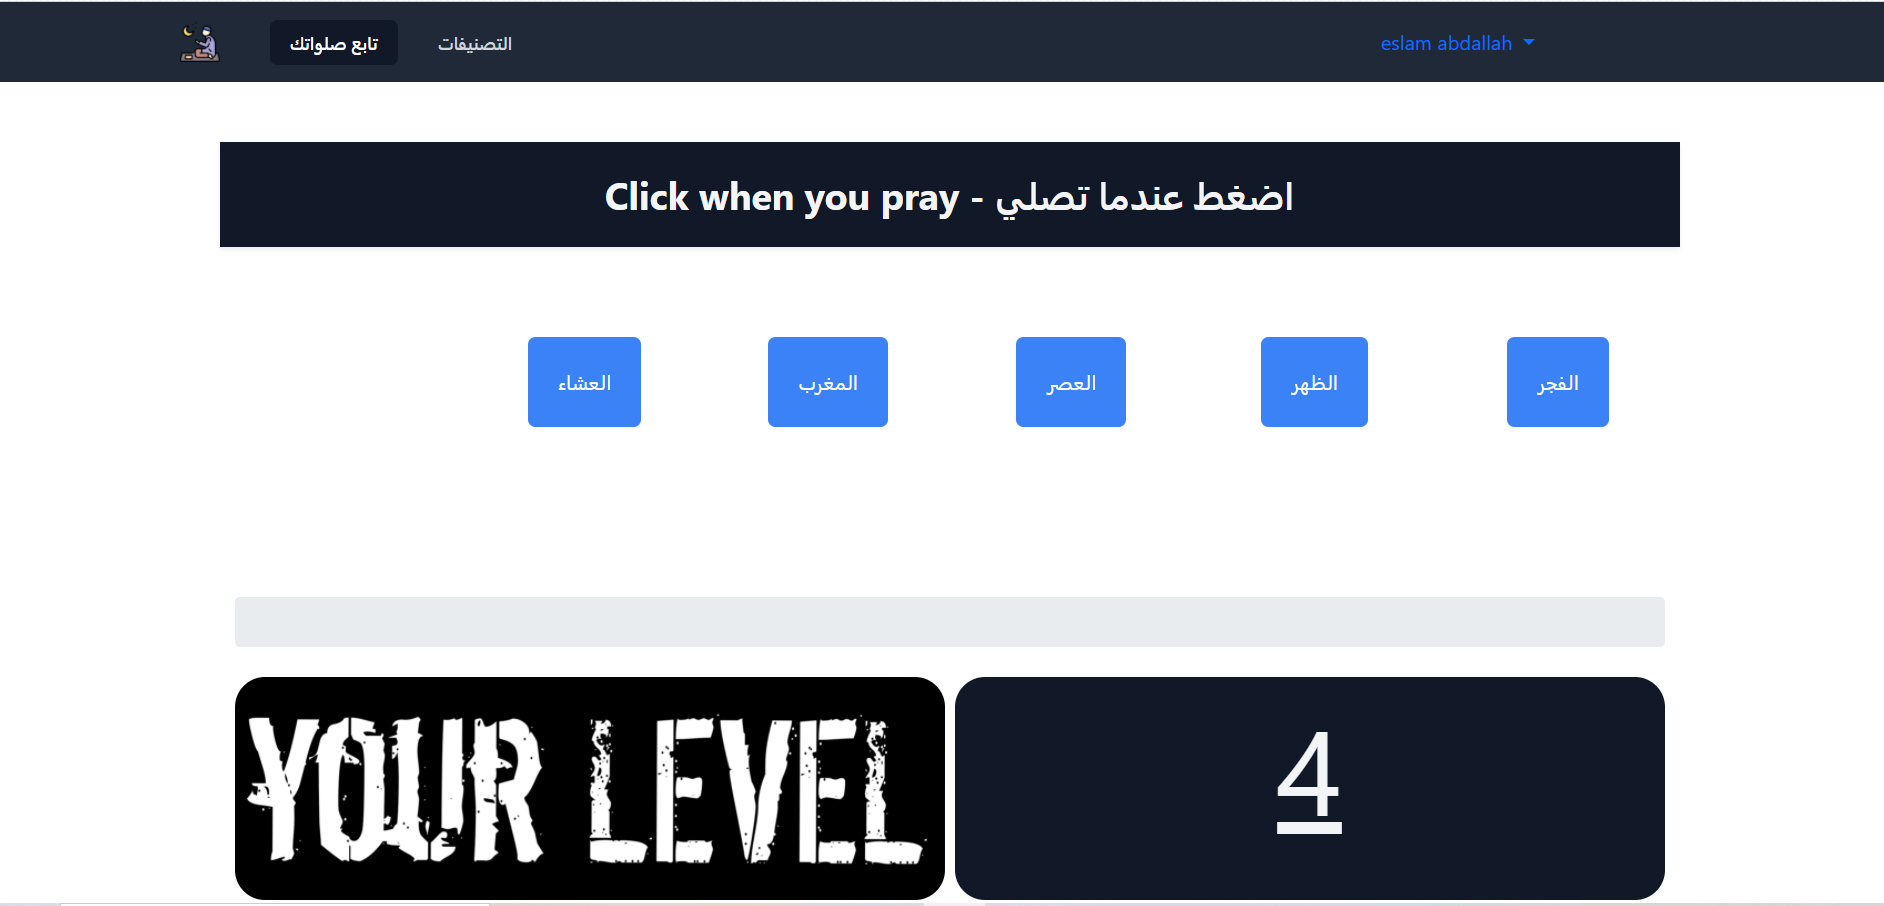 تابع صلواتك
التصنيفات
eslam abdallah
Click when you pray - اضغط عندما تصلي
الفجر
الظهر
العصر
المغرب
العشاء
YOUR LEVEL
4